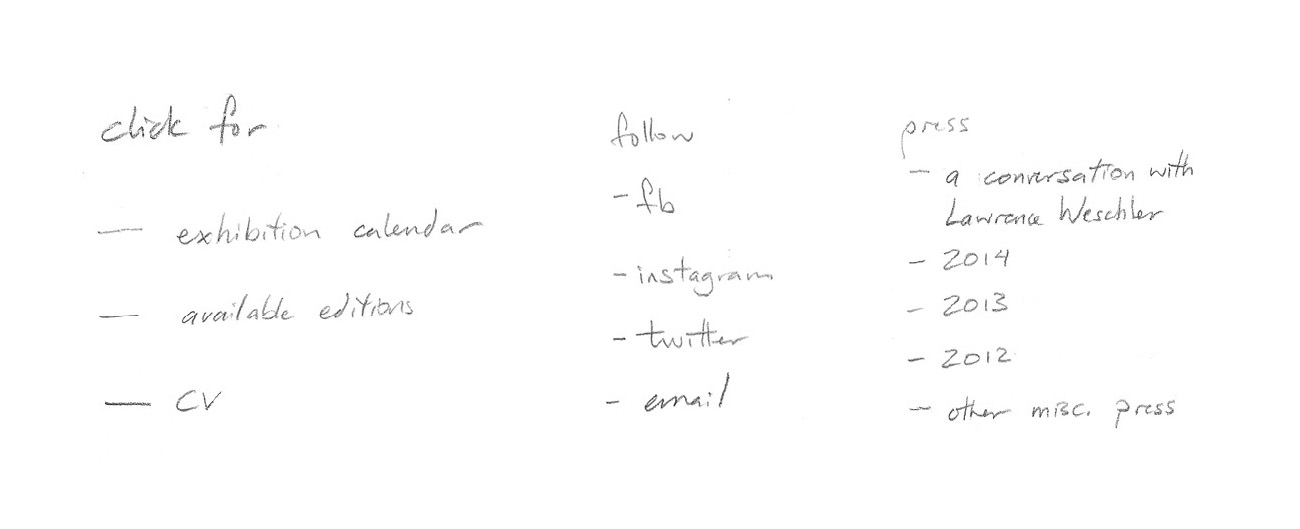 click for
— exhibition calendar
— available editions
— CV
follow
- fb
- instagram
- twitter
- email
press
- a conversation with
Lawrence Weschler
- 2014
- 2013
- 2012
- other misc. press